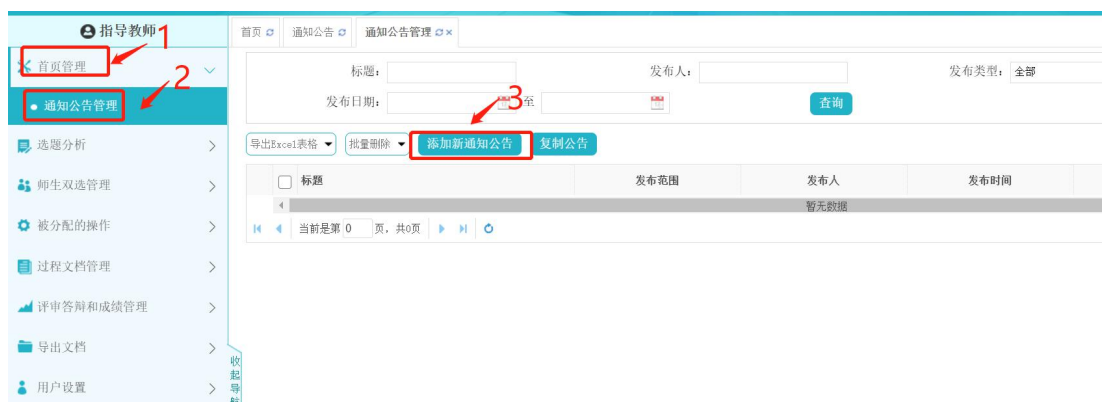 指导教师
1
首页
通知公告
通知公告管理
首页管理
标题:
发布人:
发布类型: 全部
2
通知公告管理
发布日期:
至
查询
3
选题分析
导出Excel表格
批量删除
添加新通知公告
复制公告
标题
发布范围
发布人
发布时间
师生双选管理
暂无数据
被分配的操作
当前是第 0 页, 共0页
过程文档管理
评审答辩和成绩管理
导出文档
用户设置
收起导航